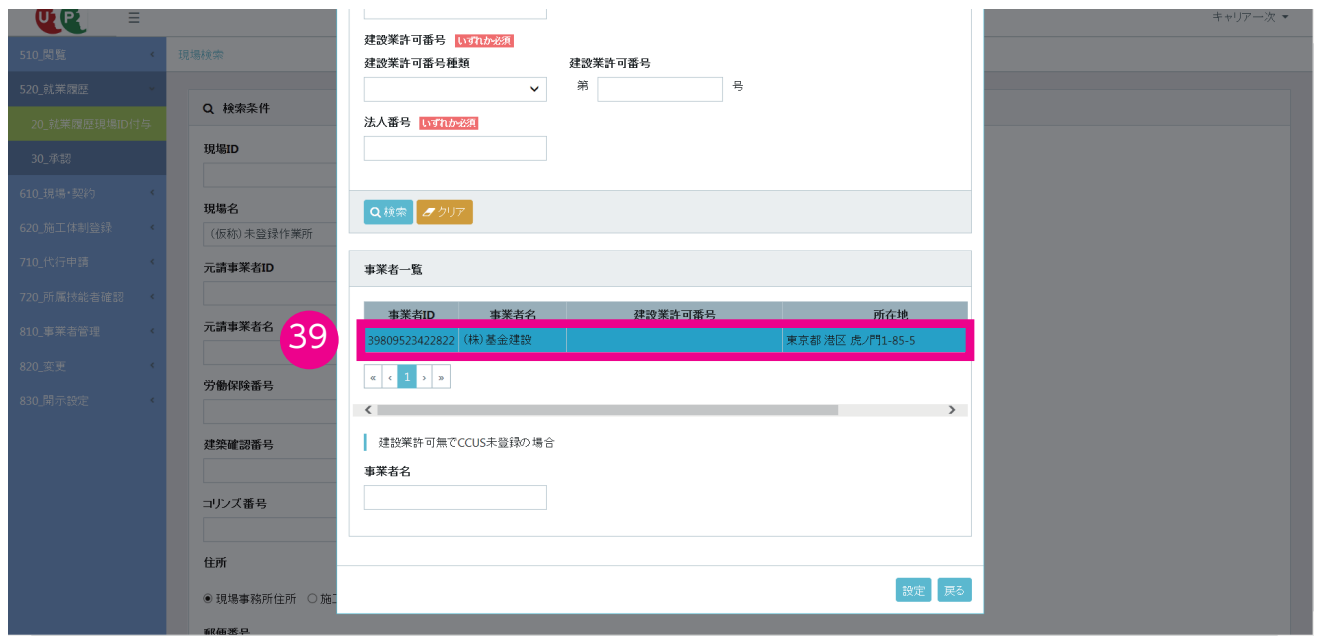 キャリア一次
510_閲覧
520_就業履歴
20_就業履歴現場ID付与
30_承認
610_現場・契約
620_施工体制登録
710_代行申請
720_所属技能者確認
810_事業者管理
820_変更
830_開示設定
現場検索
検索条件
現場ID
現場名
(仮称)未登録作業所
元請事業者ID
元請事業者名
労働保険番号
建築確認番号
コリンズ番号
住所
現場事務所住所 施工
郵便番号
建設業許可番号 いずれか必須
建設業許可番号種類 建設業許可番号
第 号
法人番号 いずれか必須
検索 クリア
事業者一覧
事業者ID 事業者名 建設業許可番号 所在地
39
39809523422822 (株)基金建設 東京都 港区 虎ノ門1-85-5
« ‹ 1 › »
建設業許可無でCCUS未登録の場合
事業者名
設定 戻る